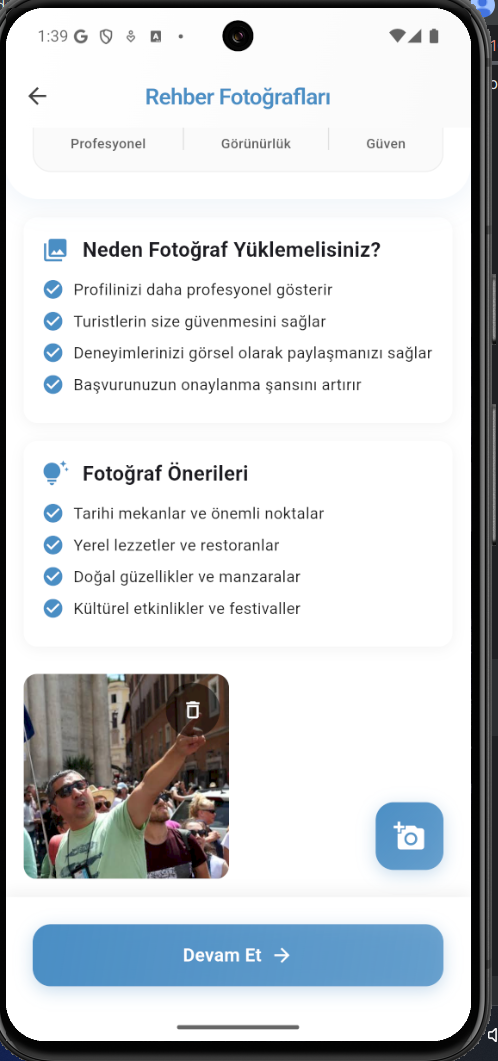 1:39
Rehber Fotoğrafları
Profesyonel Görünürlük Güven
Neden Fotoğraf Yüklemelisiniz?
Profilinizi daha profesyonel gösterir
Turistlerin size güvenmesini sağlar
Deneyimlerinizi görsel olarak paylaşmanızı sağlar
Başvurunuzun onaylanma şansını artırır
Fotoğraf Önerileri
Tarihi mekanlar ve önemli noktalar
Yerel lezzetler ve restoranlar
Doğal güzellikler ve manzaralar
Kültürel etkinlikler ve festivaller
Devam Et